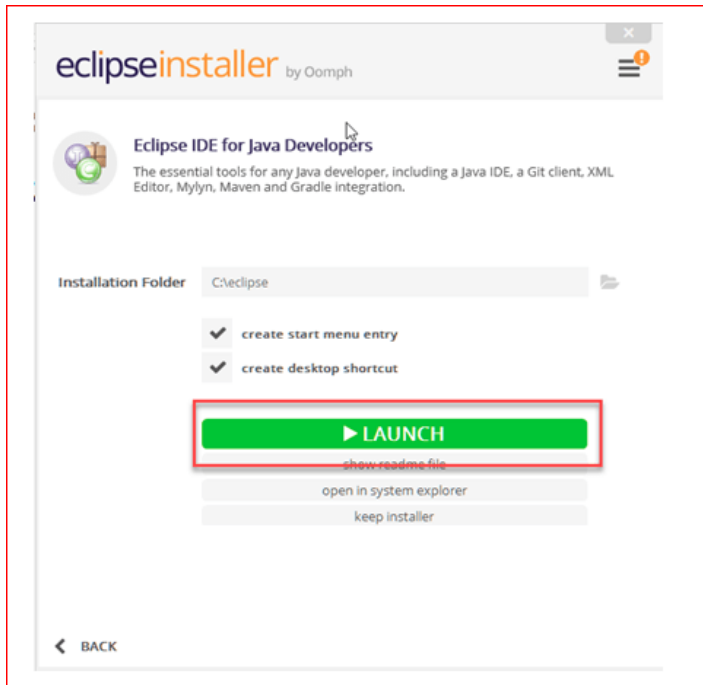 eclipseinstaller by Oomph
Eclipse IDE for Java Developers
The essential tools for any Java developer, including a Java IDE, a Git client, XML
Editor, Mylyn, Maven and Gradle integration.
Installation Folder C:\eclipse
create start menu entry
create desktop shortcut
LAUNCH
show readme file
open in system explorer
keep installer
BACK